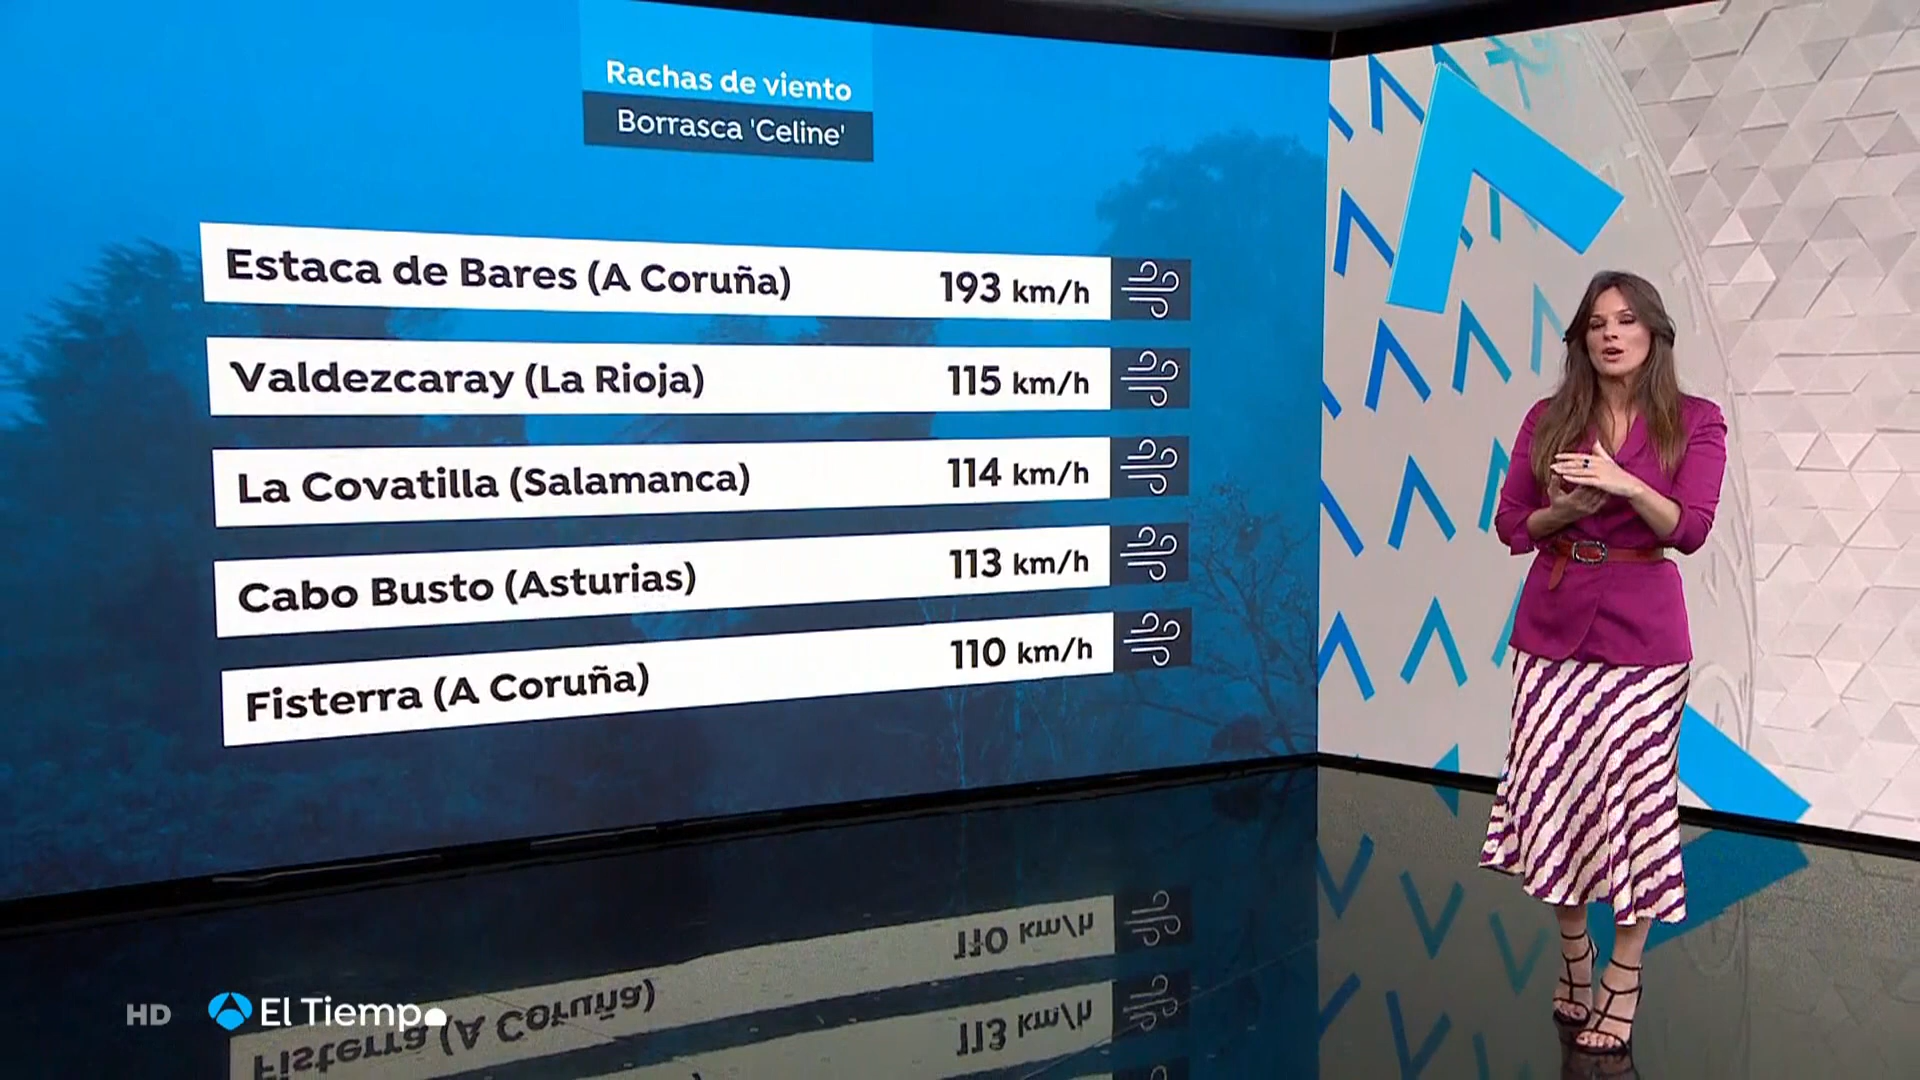 Rachas de viento
Borrasca 'Celine'
Estaca de Bares (A Coruña) 193 km/h
Valdezcaray (La Rioja) 115 km/h
La Covatilla (Salamanca) 114 km/h
Cabo Busto (Asturias) 113 km/h
Fisterra (A Coruña) 110 km/h
HD El Tiempo